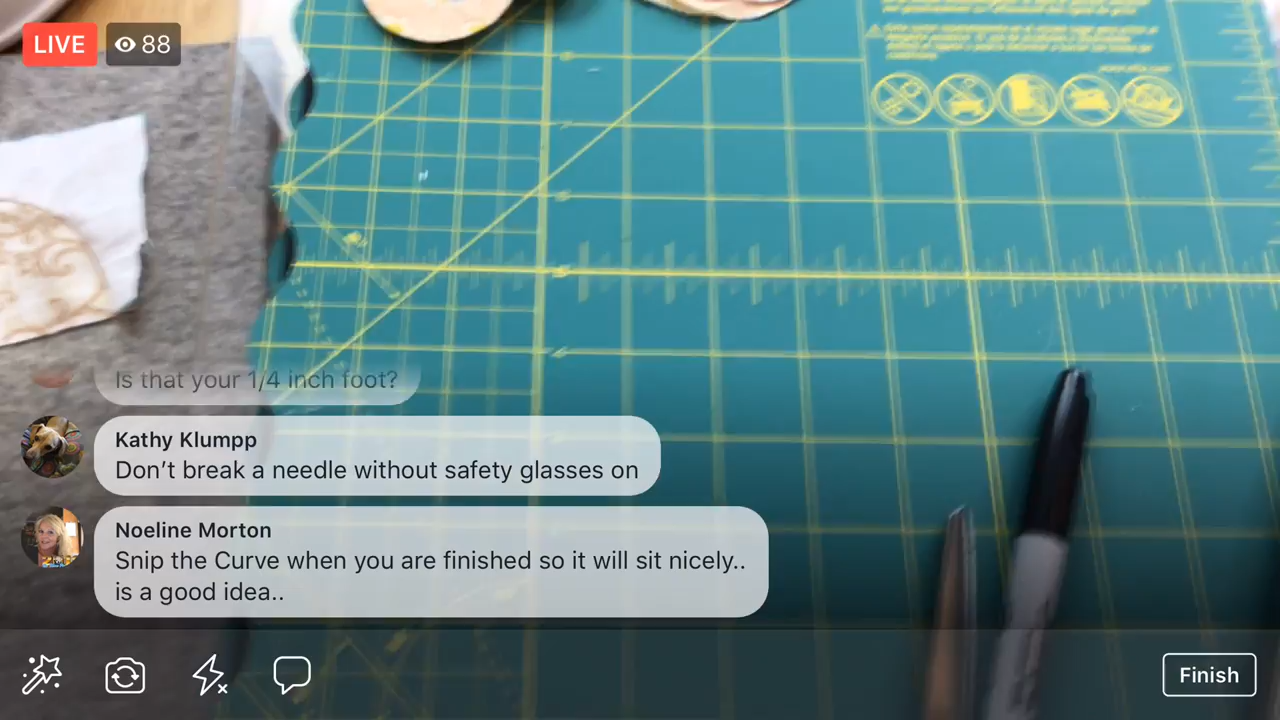 LIVE
88
Is that your 1/4 inch foot?
Kathy Klumpp
Don’t break a needle without safety glasses on
Noeline Morton
Snip the Curve when you are finished so it will sit nicely..
is a good idea..
Finish